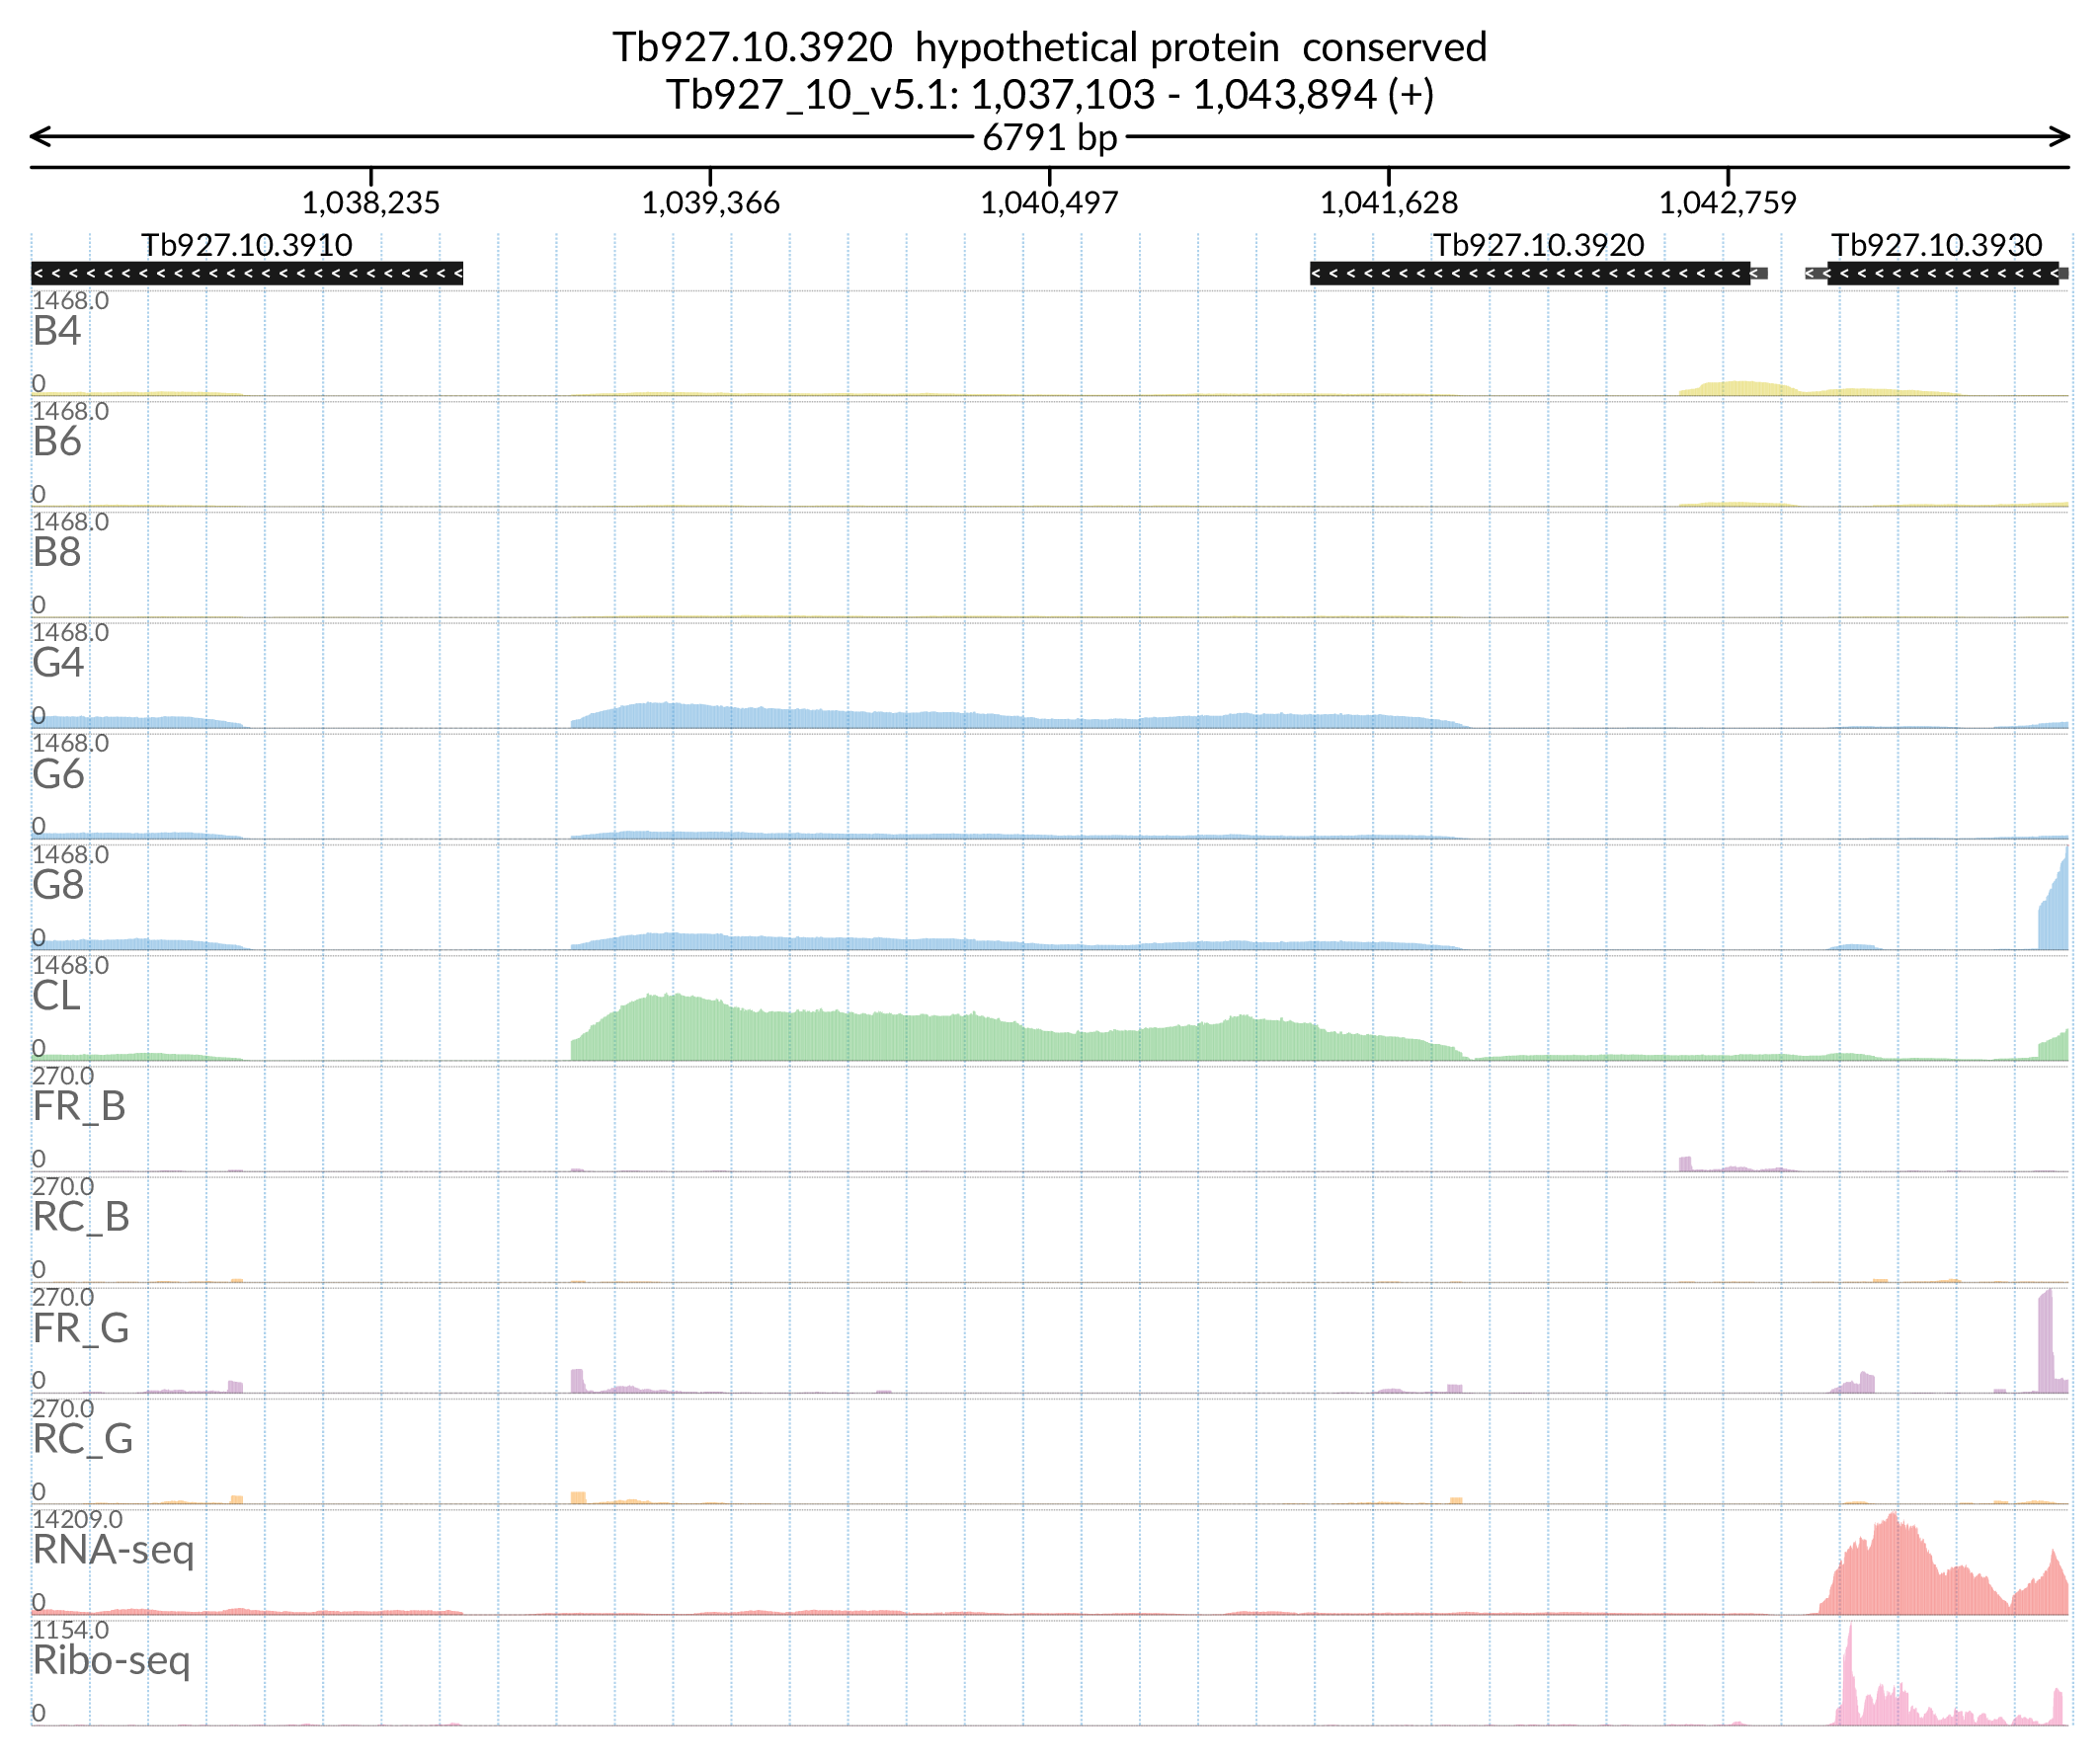 Tb927.10.3920 hypothetical protein conserved
Tb927_10_v5.1: 1,037,103 - 1,043,894 (+)
6791 bp
1,038,235 1,039,366 1,040,497 1,041,628 1,042,759
Tb927.10.3910 Tb927.10.3920 Tb927.10.3930
1468.0
B4
0
1468.0
B6
0
1468.0
B8
0
1468.0
G4
0
1468.0
G6
0
1468.0
G8
0
1468.0
CL
0
270.0
FR_B
0
270.0
RC_B
0
270.0
FR_G
0
270.0
RC_G
0
14209.0
RNA-seq
0
1154.0
Ribo-seq
0